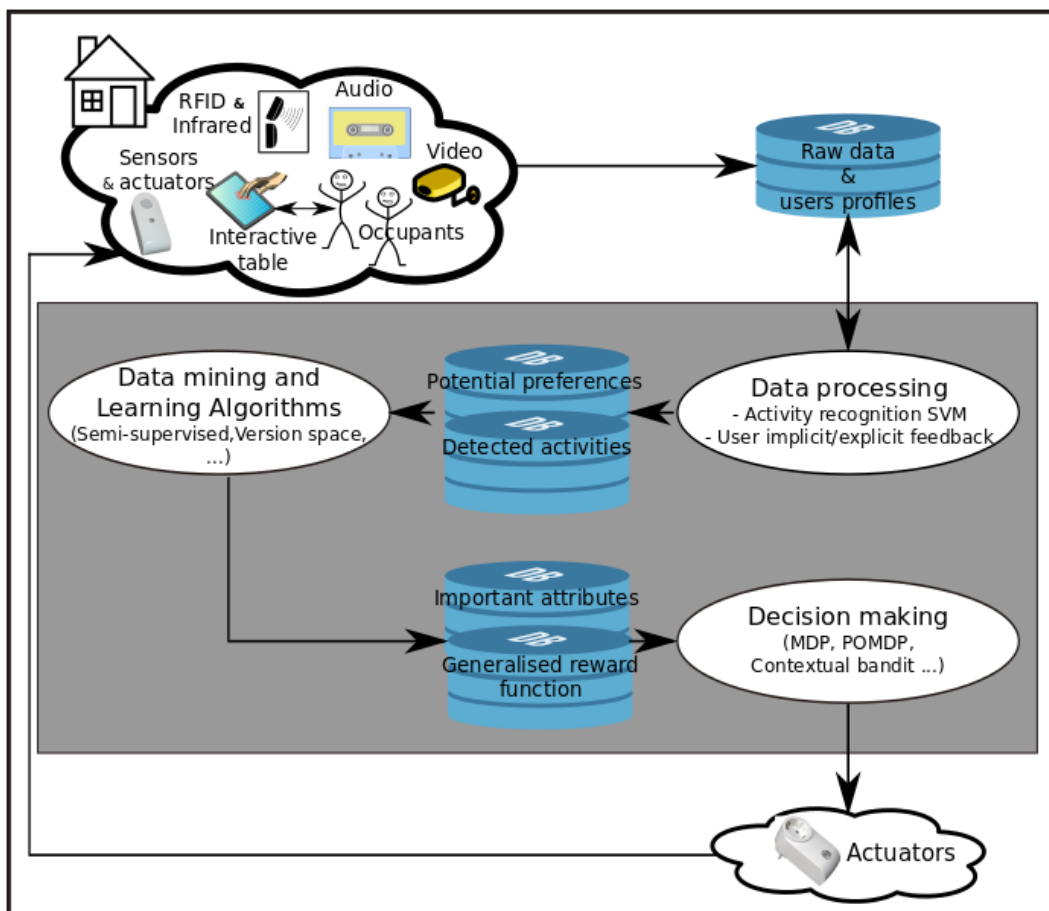 RFID &
Infrared
Audio
Video
Sensors
& actuators
Interactive
table
Occupants
DB
Raw data
&
users profiles
Data mining and
Learning Algorithms
(Semi-supervised,Version space,
...)
DB
Potential preferences
DB
Detected activities
Data processing
- Activity recognition SVM
- User implicit/explicit feedback
DB
Important attributes
DB
Generalised reward
function
Decision making
(MDP, POMDP,
Contextual bandit ...)
Actuators